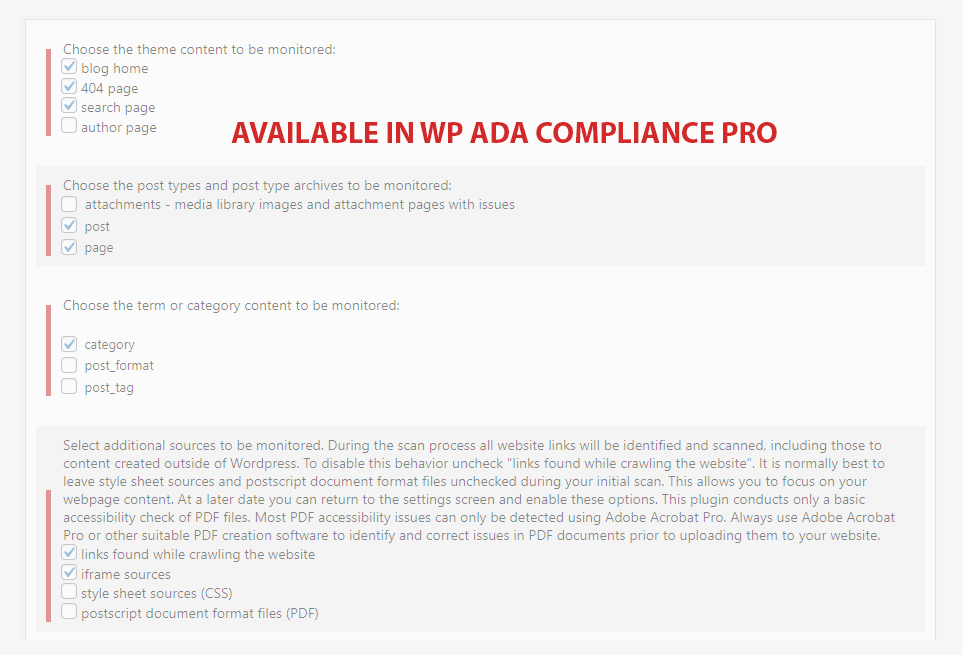 Choose the theme content to be monitored:
blog home
404 page
search page
author page
AVAILABLE IN WP ADA COMPLIANCE PRO
Choose the post types and post type archives to be monitored:
attachments - media library images and attachment pages with issues
post
page
Choose the term or category content to be monitored:
category
post_format
post_tag
Select additional sources to be monitored. During the scan process all website links will be identified and scanned, including those to
content created outside of Wordpress. To disable this behavior uncheck "links found while crawling the website". It is normally best to
leave style sheet sources and postscript document format files unchecked during your initial scan. This allows you to focus on your
webpage content. At a later date you can return to the settings screen and enable these options. This plugin conducts only a basic
accessibility check of PDF files. Most PDF accessibility issues can only be detected using Adobe Acrobat Pro. Always use Adobe Acrobat
Pro or other suitable PDF creation software to identify and correct issues in PDF documents prior to uploading them to your website.
links found while crawling the website
iframe sources
style sheet sources (CSS)
postscript document format files (PDF)